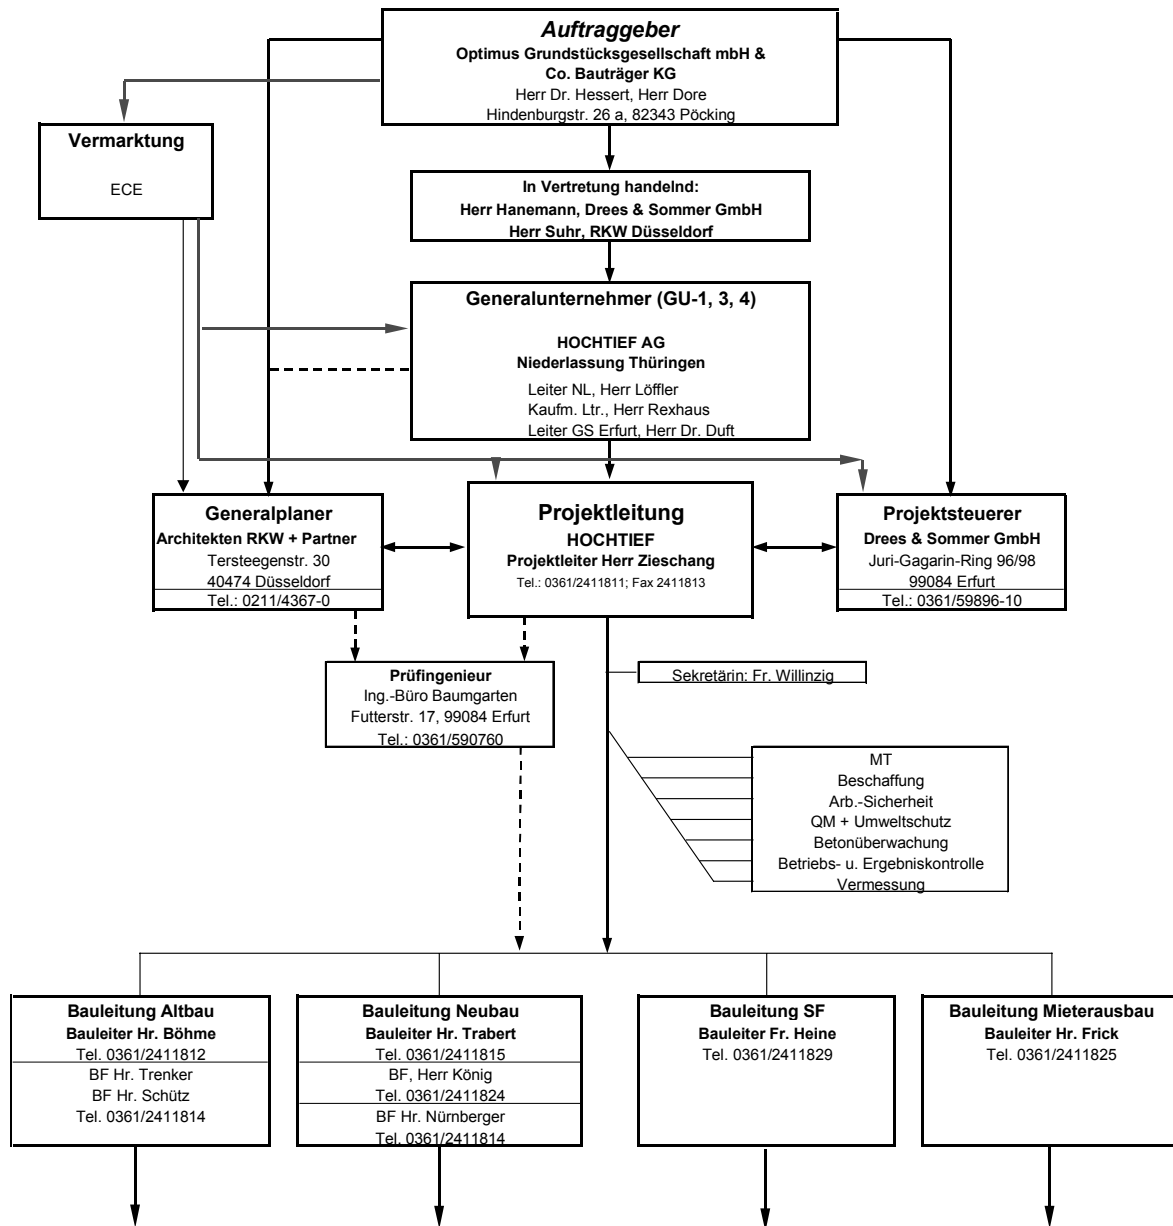 Auftraggeber
Optimus Grundstücksgesellschaft mbH &
Co. Bauträger KG
Herr Dr. Hessert, Herr Dore
Hindenburgstr. 26 a, 82343 Pöcking
Vermarktung
ECE
In Vertretung handelnd:
Herr Hanemann, Drees & Sommer GmbH
Herr Suhr, RKW Düsseldorf
Generalunternehmer (GU-1, 3, 4)
HOCHTIEF AG
Niederlassung Thüringen
Leiter NL, Herr Löffler
Kaufm. Ltr., Herr Rexhaus
Leiter GS Erfurt, Herr Dr. Duft
Generalplaner
Architekten RKW + Partner
Tersteegenstr. 30
40474 Düsseldorf
Tel.: 0211/4367-0
Projektleitung
HOCHTIEF
Projektleiter Herr Zieschang
Tel.: 0361/2411811; Fax 2411813
Projektsteuerer
Drees & Sommer GmbH
Juri-Gagarin-Ring 96/98
99084 Erfurt
Tel.: 0361/59896-10
Prüfingenieur
Ing.-Büro Baumgarten
Futterstr. 17, 99084 Erfurt
Tel.: 0361/590760
Sekretärin: Fr. Willinzig
MT
Beschaffung
Arb.-Sicherheit
QM + Umweltschutz
Betonüberwachung
Betriebs- u. Ergebniskontrolle
Vermessung
Bauleitung Altbau
Bauleiter Hr. Böhme
Tel. 0361/2411812
BF Hr. Trenker
BF Hr. Schütz
Tel. 0361/2411814
Bauleitung Neubau
Bauleiter Hr. Trabert
Tel. 0361/2411815
BF, Herr König
Tel. 0361/2411824
BF Hr. Nürnberger
Tel. 0361/2411814
Bauleitung SF
Bauleiter Fr. Heine
Tel. 0361/2411829
Bauleitung Mieterausbau
Bauleiter Hr. Frick
Tel. 0361/2411825